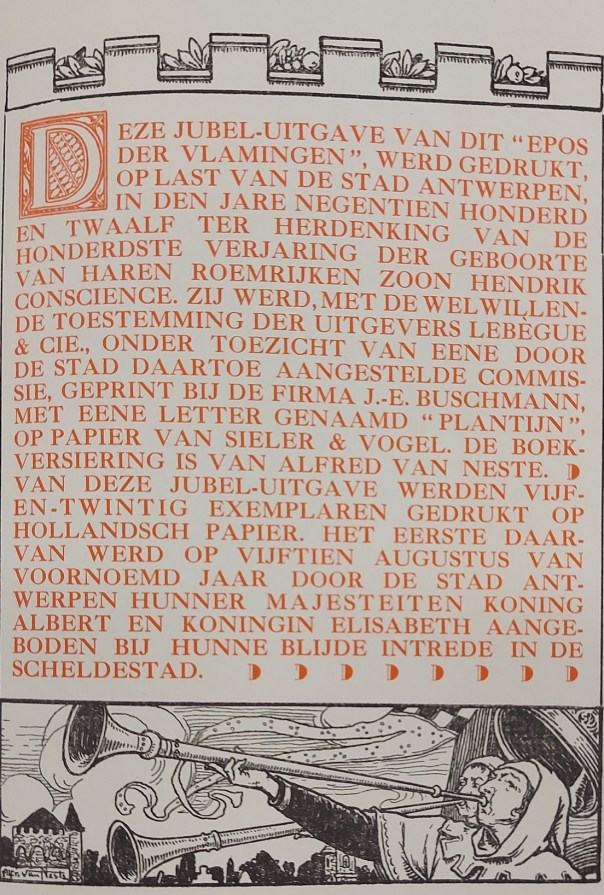 DEZE JUBEL-UITGAVE VAN DIT “EPOS
DER VLAMINGEN”, WERD GEDRUKT,
OP LAST VAN DE STAD ANTWERPEN,
IN DEN JARE NEGENTIEN HONDERD
EN TWAALF TER HERDENKING VAN DE
HONDERDSTE VERJARING DER GEBOORTE
VAN HAREN ROEMRIJKEN ZOON HENDRIK
CONSCIENCE. ZIJ WERD, MET DE WELWILLEN-
DE TOESTEMMING DER UITGEVERS LEBÈGUE
& CIE., ONDER TOEZICHT VAN EENE DOOR
DE STAD DAARTOE AANGESTELDE COMMIS-
SIE, GEPRINT BIJ DE FIRMA J.-E. BUSCHMANN,
MET EENE LETTER GENAAMD “PLANTIJN”,
OP PAPIER VAN SIELER & VOGEL. DE BOEK-
VERSIERING IS VAN ALFRED VAN NESTE.
VAN DEZE JUBEL-UITGAVE WERDEN VIJF-
EN-TWINTIG EXEMPLAREN GEDRUKT OP
HOLLANDSCH PAPIER. HET EERSTE DAAR-
VAN WERD OP VIJFTIEN AUGUSTUS VAN
VOORNOEMD JAAR DOOR DE STAD ANT-
WERPEN HUNNER MAJESTEITEN KONING
ALBERT EN KONINGIN ELISABETH AANGE-
BODEN BIJ HUNNE BLIJDE INTREDE IN DE
SCHELDESTAD.
Alfr. Van Neste